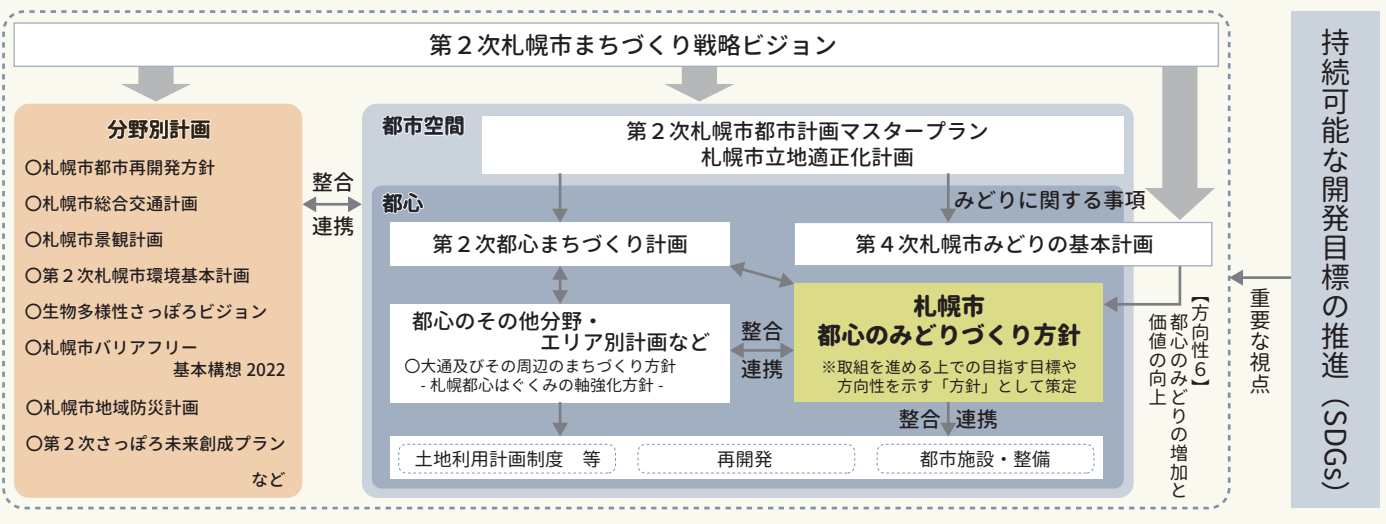 第２次札幌市まちづくり戦略ビジョン
分野別計画
〇札幌市都市再開発方針
〇札幌市総合交通計画
〇札幌市景観計画
〇第２次札幌市環境基本計画
〇生物多様性さっぽろビジョン
〇札幌市バリアフリー
基本構想 2022
〇札幌市地域防災計画
〇第２次さっぽろ未来創成プラン
など
整合
連携
都市空間
第２次札幌市都市計画マスタープラン
札幌市立地適正化計画
都心
みどりに関する事項
第２次都心まちづくり計画
第４次札幌市みどりの基本計画
都心のその他分野・
エリア別計画など
〇大通及びその周辺のまちづくり方針
- 札幌都心はぐくみの軸強化方針 -
整合
連携
札幌市
都心のみどりづくり方針
※取組を進める上での目指す目標や
方向性を示す「方針」として策定
整合 連携
土地利用計画制度　等
再開発
都市施設・整備
【方向性６】
都心のみどりの増加と
価値の向上
重要な視点
持続可能な開発目標の推進（SDGs）